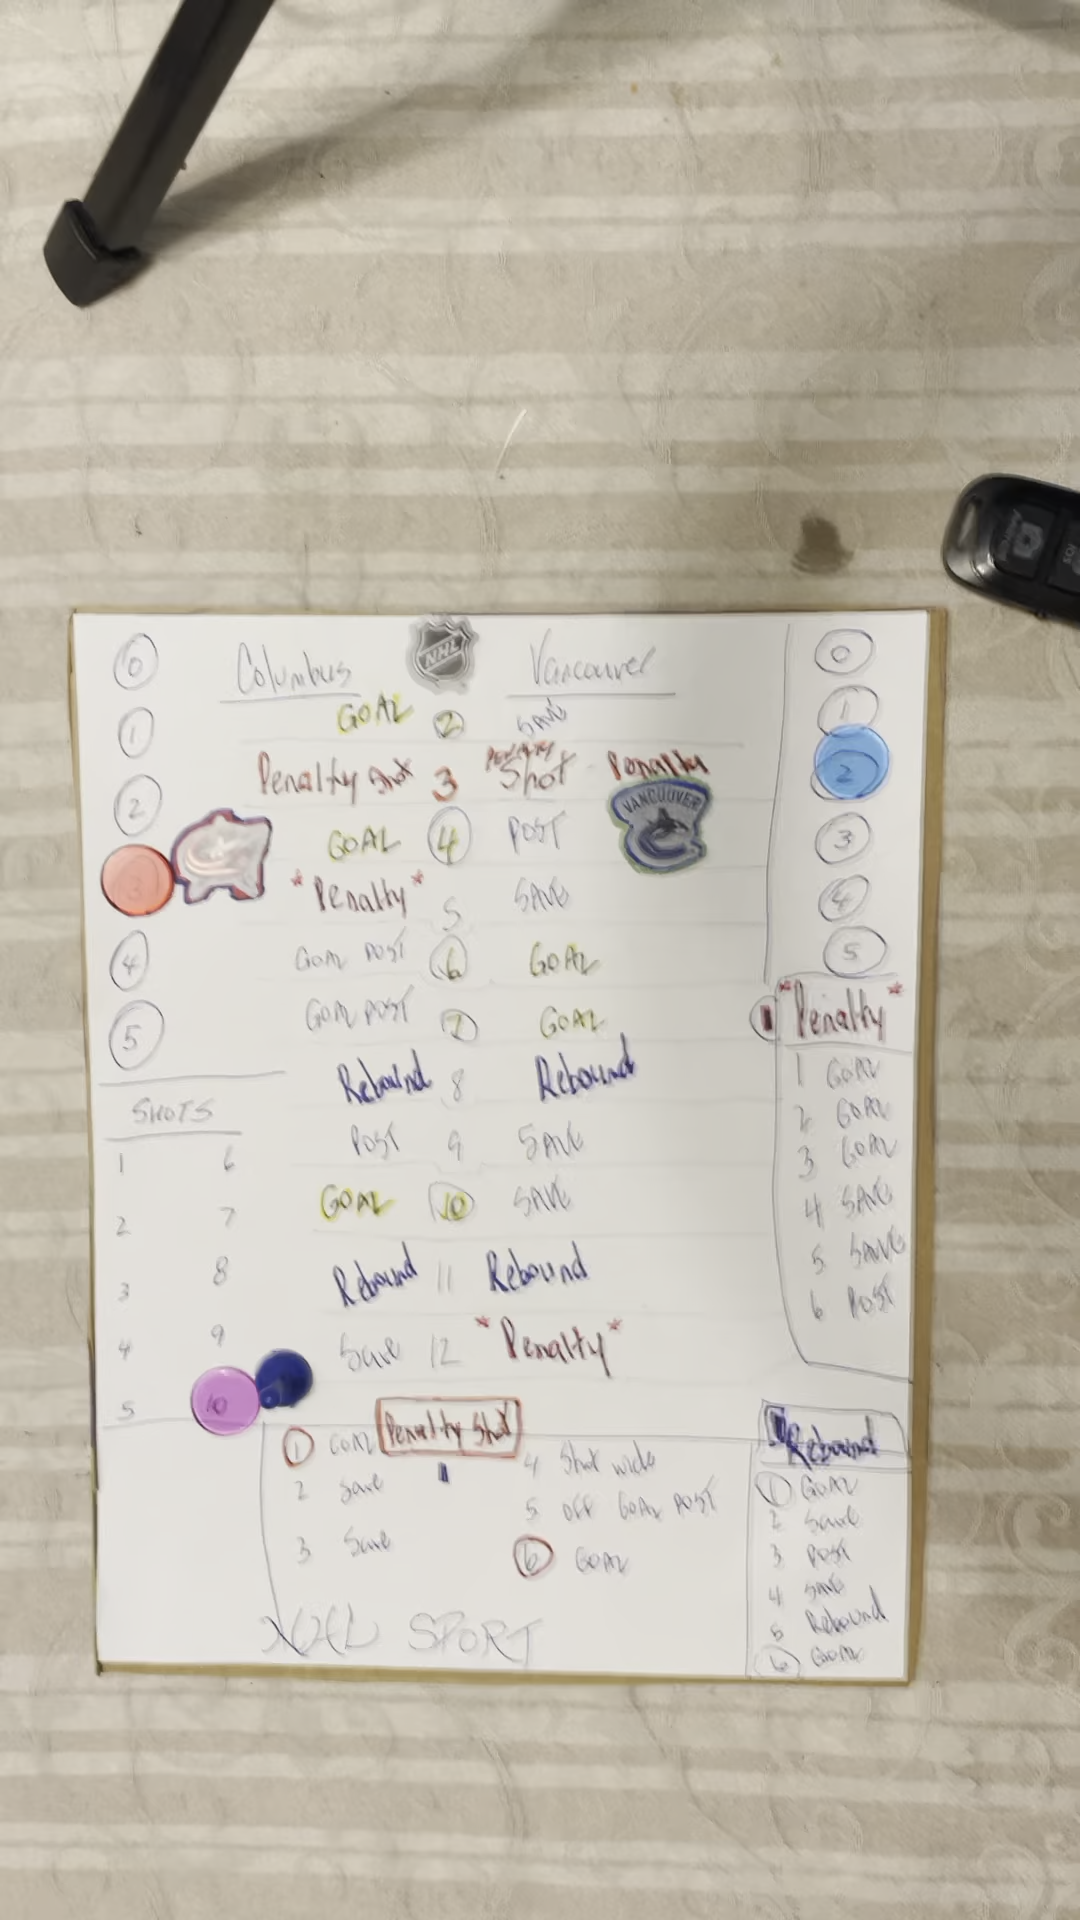 0 Columbus NHL Vancouver 0
GOAL 2 SAVE 1
Penalty Shot 3 PENALTY Shot - Penalty 2
2 GOAL 4 POST VANCOUVER 3
3 *Penalty* 5 SAVE 4
4 GOAL POST 6 GOAL 5
5 GOAL POST 7 GOAL
Rebound 8 Rebound
POST 9 SAVE
GOAL 10 SAVE
Rebound 11 Rebound
Save 12 *Penalty*
1
SHOTS
1 6
2 7
3 8
4 9
5 10
*Penalty*
1 GOAL
2 GOAL
3 GOAL
4 SAVE
5 SAVE
6 POST
Penalty Shot
1 GOAL 4 Shot wide
2 Save 5 OFF GOAL POST
3 Save 6 GOAL
Rebound
1 GOAL
2 Save
3 POST
4 SAVE
5 Rebound
6 GOAL
SPORT
iOS